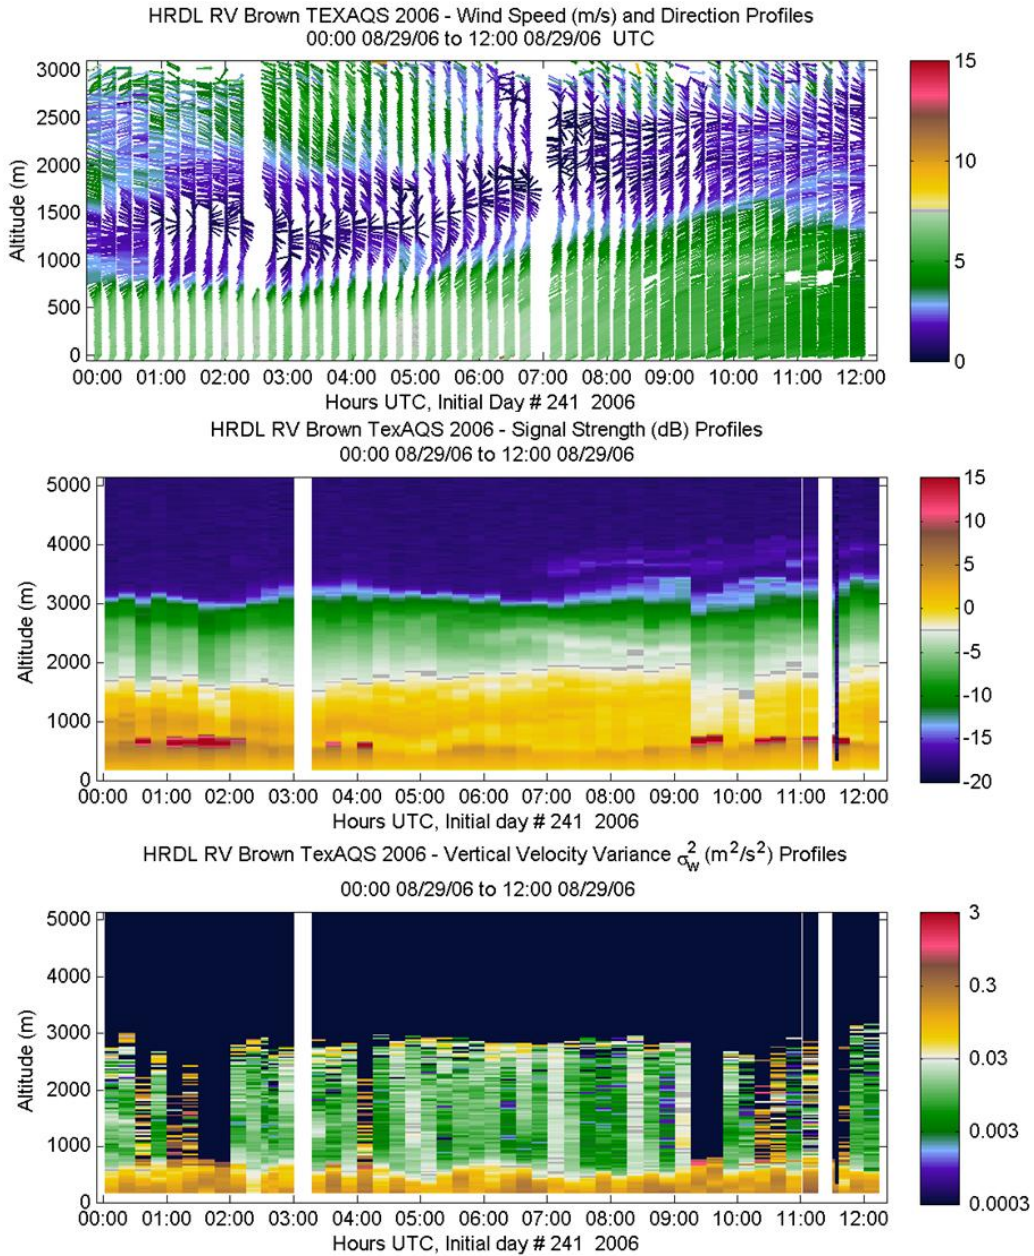 HRDL RV Brown TEXAQS 2006 - Wind Speed (m/s) and Direction Profiles
00:00 08/29/06 to 12:00 08/29/06 UTC
3000
2500
2000
1500
1000
500
0
Altitude (m)
00:00 01:00 02:00 03:00 04:00 05:00 06:00 07:00 08:00 09:00 10:00 11:00 12:00
Hours UTC, Initial Day # 241 2006
15
10
5
0
HRDL RV Brown TexAQS 2006 - Signal Strength (dB) Profiles
00:00 08/29/06 to 12:00 08/29/06
5000
4000
3000
2000
1000
0
Altitude (m)
00:00 01:00 02:00 03:00 04:00 05:00 06:00 07:00 08:00 09:00 10:00 11:00 12:00
Hours UTC, Initial day # 241 2006
15
10
5
0
-5
-10
-15
-20
HRDL RV Brown TexAQS 2006 - Vertical Velocity Variance σ_w^2 (m^2/s^2) Profiles
00:00 08/29/06 to 12:00 08/29/06
5000
4000
3000
2000
1000
0
Altitude (m)
00:00 01:00 02:00 03:00 04:00 05:00 06:00 07:00 08:00 09:00 10:00 11:00 12:00
Hours UTC, Initial day # 241 2006
3
0.3
0.03
0.003
0.0003